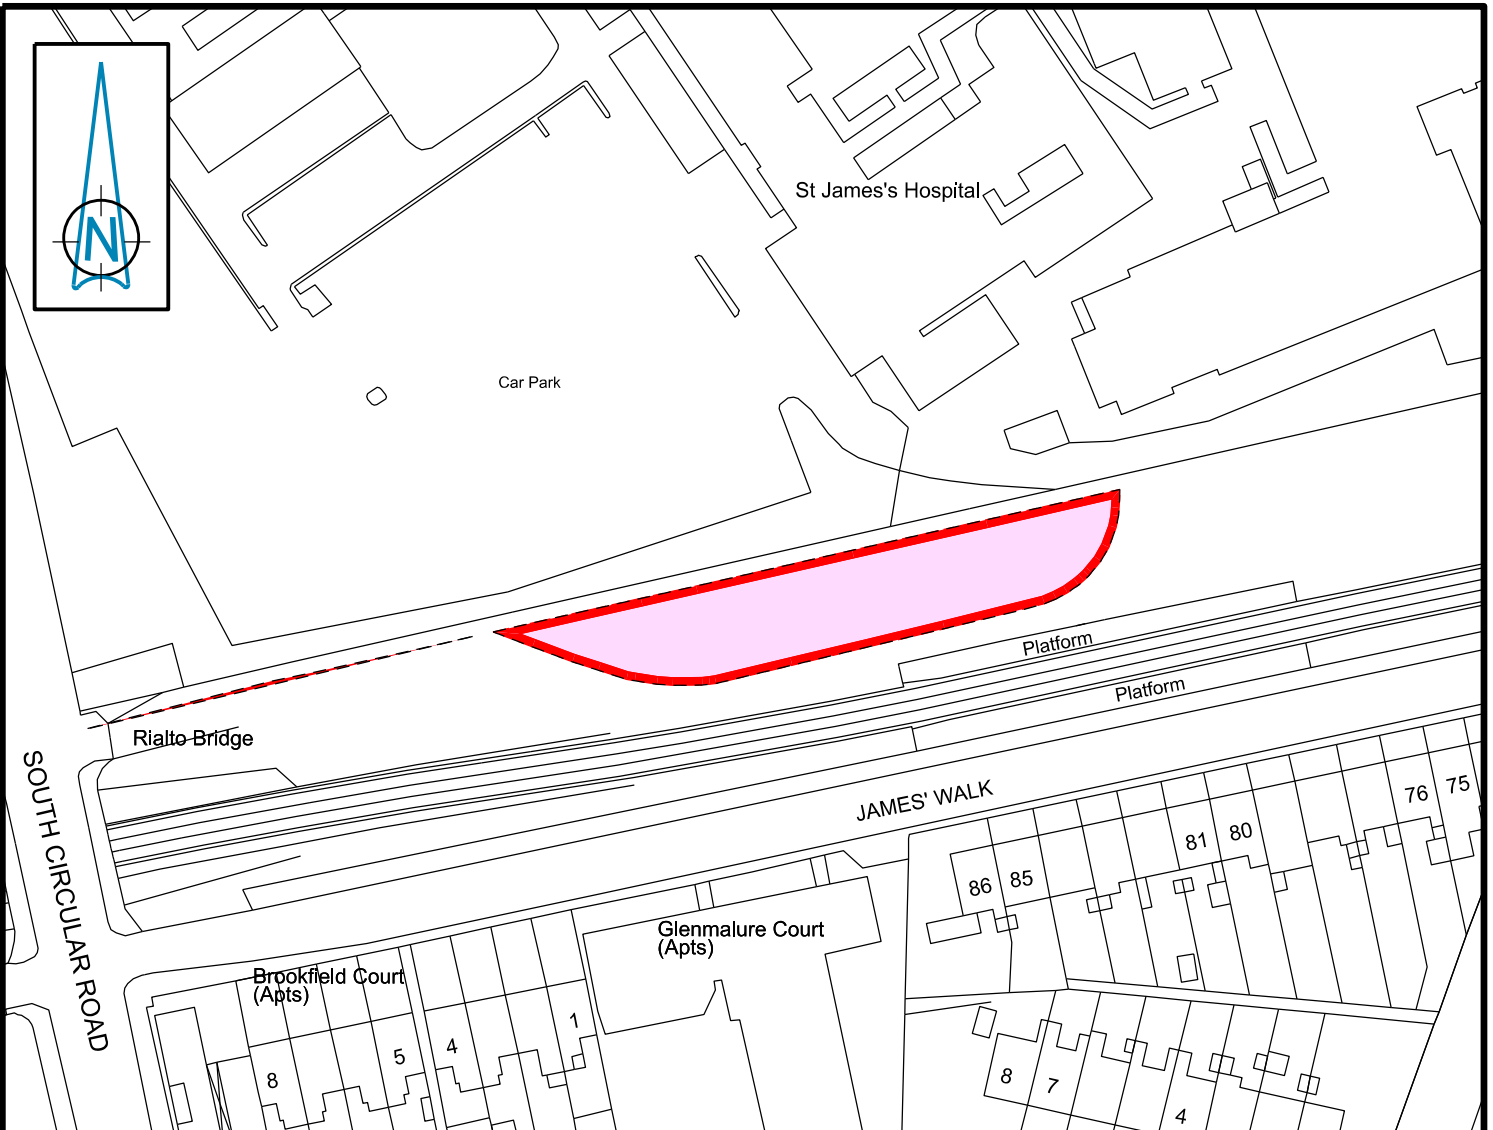 N
St James's Hospital
Car Park
Platform
Platform
Rialto Bridge
SOUTH CIRCULAR ROAD
JAMES' WALK
76
75
81
80
86
85
Glenmalure Court
(Apts)
Brookfield Court
(Apts)
1
4
5
8
8
7
4